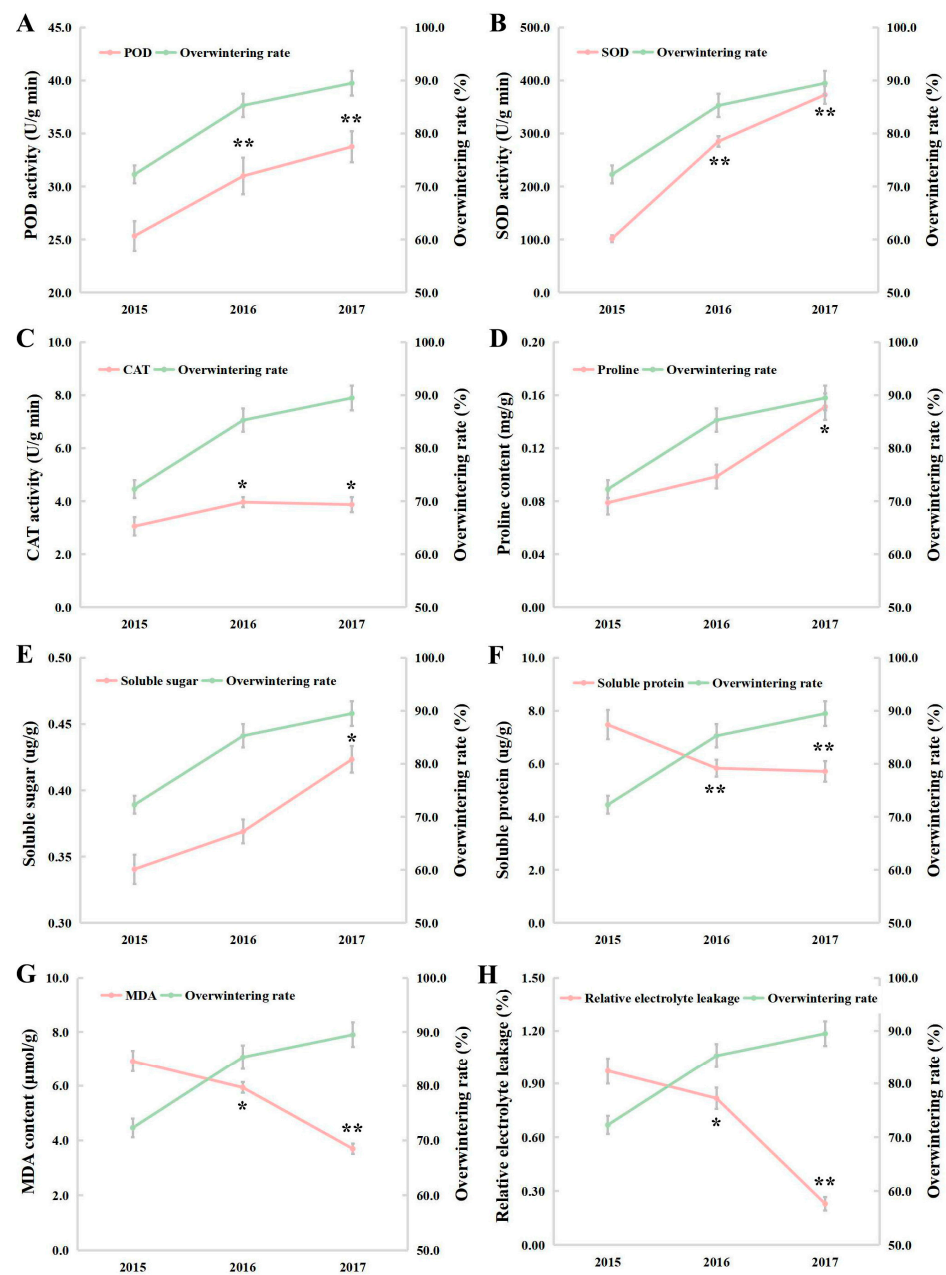 A
POD Overwintering rate
POD activity (U/g min)
45.0
40.0
35.0
30.0
25.0
20.0
100.0
90.0
80.0
70.0
60.0
50.0
Overwintering rate (%)
**
**
2015 2016 2017
B
SOD Overwintering rate
SOD activity (U/g min)
500.0
400.0
300.0
200.0
100.0
0.0
100.0
90.0
80.0
70.0
60.0
50.0
Overwintering rate (%)
**
**
2015 2016 2017
C
CAT Overwintering rate
CAT activity (U/g min)
10.0
8.0
6.0
4.0
2.0
0.0
100.0
90.0
80.0
70.0
60.0
50.0
Overwintering rate (%)
*
*
2015 2016 2017
D
Proline Overwintering rate
Proline content (mg/g)
0.20
0.16
0.12
0.08
0.04
0.00
100.0
90.0
80.0
70.0
60.0
50.0
Overwintering rate (%)
*
2015 2016 2017
E
Soluble sugar Overwintering rate
Soluble sugar (ug/g)
0.50
0.45
0.40
0.35
0.30
100.0
90.0
80.0
70.0
60.0
50.0
Overwintering rate (%)
*
2015 2016 2017
F
Soluble protein Overwintering rate
Soluble protein (ug/g)
10.0
8.0
6.0
4.0
2.0
0.0
100.0
90.0
80.0
70.0
60.0
50.0
Overwintering rate (%)
**
**
2015 2016 2017
G
MDA Overwintering rate
MDA content (μmol/g)
10.0
8.0
6.0
4.0
2.0
0.0
100.0
90.0
80.0
70.0
60.0
50.0
Overwintering rate (%)
*
**
2015 2016 2017
H
Relative electrolyte leakage Overwintering rate
Relative electrolyte leakage (%)
1.50
1.20
0.90
0.60
0.30
0.00
100.0
90.0
80.0
70.0
60.0
50.0
Overwintering rate (%)
*
**
2015 2016 2017